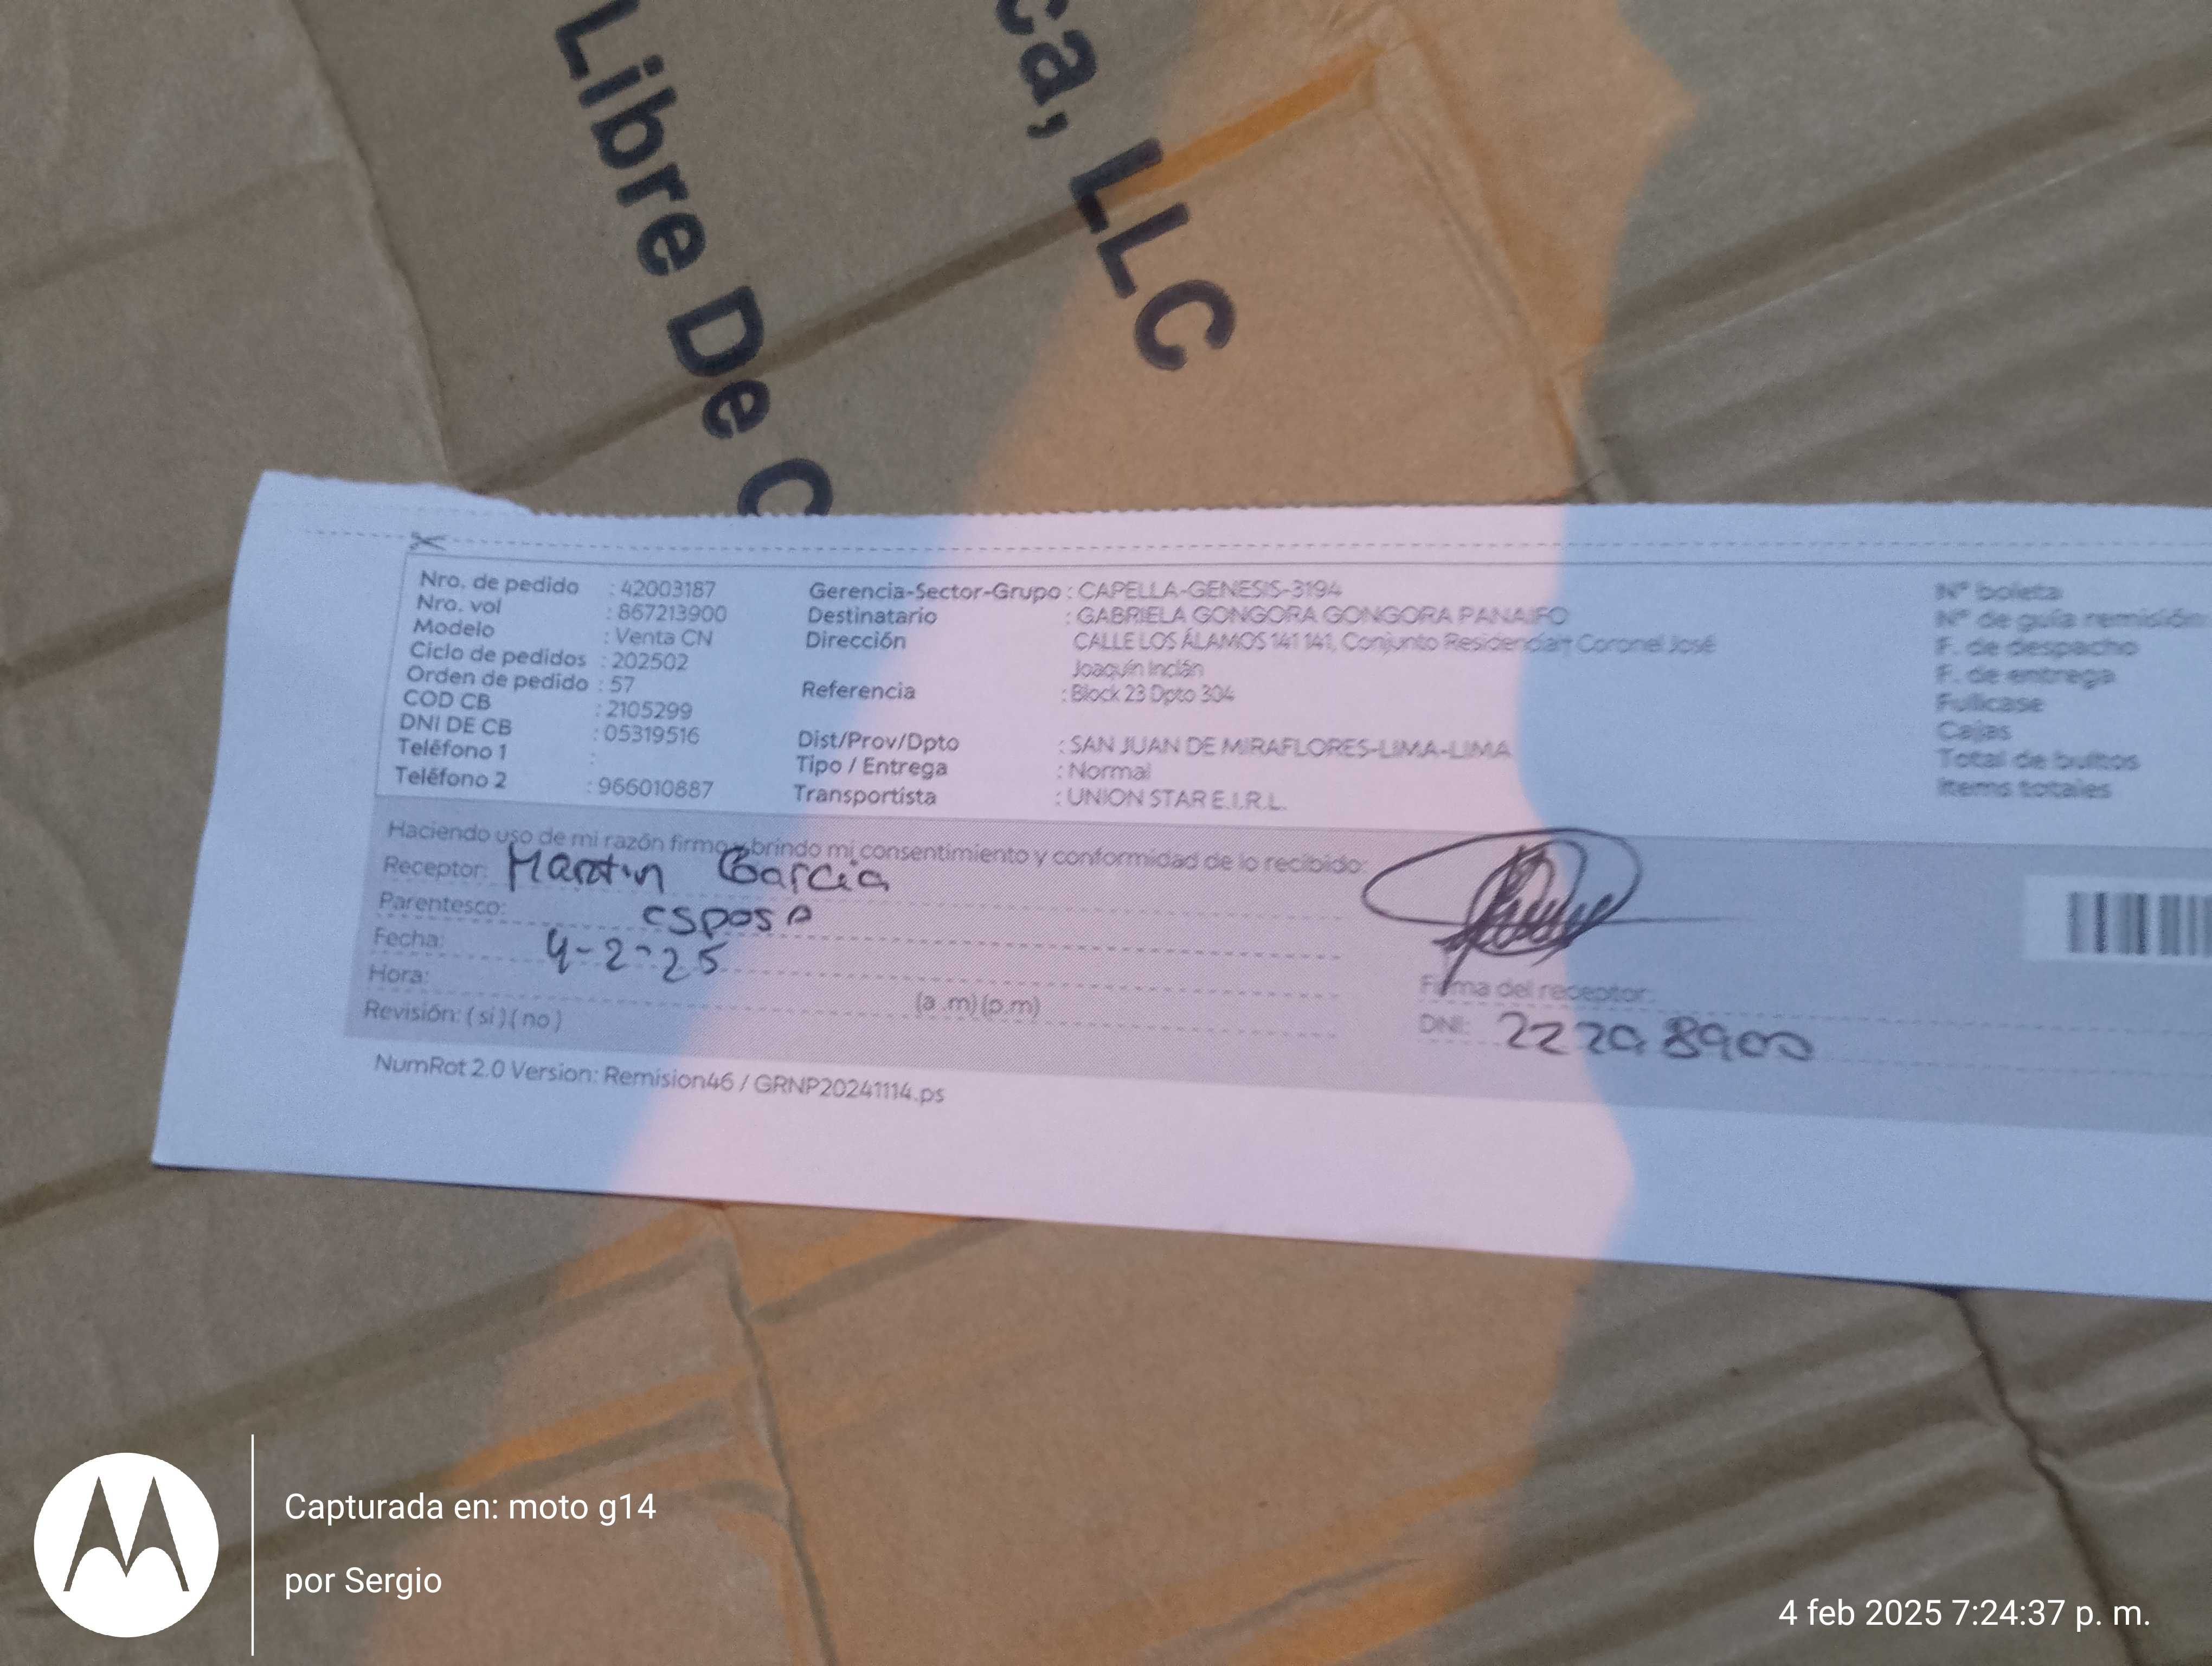 Libre De C
ca, LLC
Nro. de pedido : 42003187
Nro. vol : 867213900
Modelo : Venta CN
Ciclo de pedidos : 202502
Orden de pedido : 57
COD CB : 2105299
DNI DE CB : 05319516
Teléfono 1 :
Teléfono 2 : 966010887
Gerencia-Sector-Grupo : CAPELLA-GENESIS-3194
Destinatario : GABRIELA GONGORA GONGORA PANAIFO
Dirección CALLE LOS ÁLAMOS 141 141, Conjunto Residencial Coronel José
Joaquín Inclán
Referencia : Block 23 Dpto 304
Dist/Prov/Dpto : SAN JUAN DE MIRAFLORES-LIMA-LIMA
Tipo / Entrega : Normal
Transportista : UNION STAR E.I.R.L.
N° boleta
N° de guía remisión
F. de despacho
F. de entrega
Fullcase
Cajas
Total de bultos
Items totales
Haciendo uso de mi razón firmo y brindo mi consentimiento y conformidad de lo recibido:
Receptor: Martin Garcia
Parentesco: esposo
Fecha: 4-2-25
Hora: (a .m) (p.m)
Revisión: ( si ) ( no )
Firma del receptor:
DNI:
NumRot 2.0 Version: Remision46 / GRNP20241114.ps
Capturada en: moto g14
por Sergio
4 feb 2025 7:24:37 p. m.